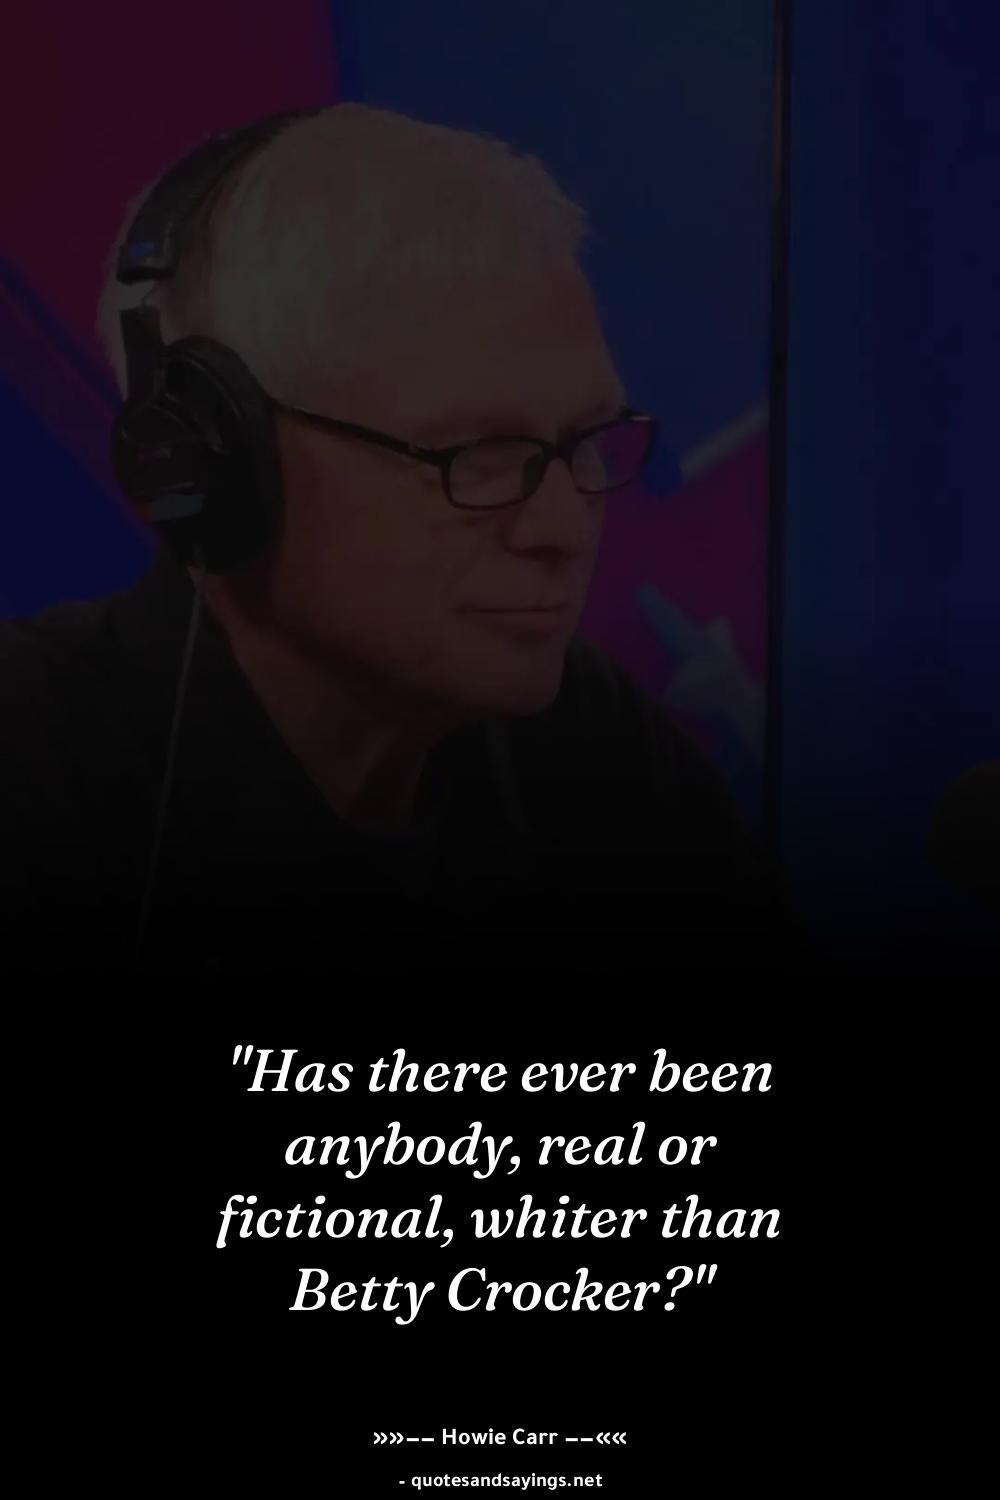 "Has there ever been
anybody, real or
fictional, whiter than
Betty Crocker?"
»»−− Howie Carr −−««
- quotesandsayings.net